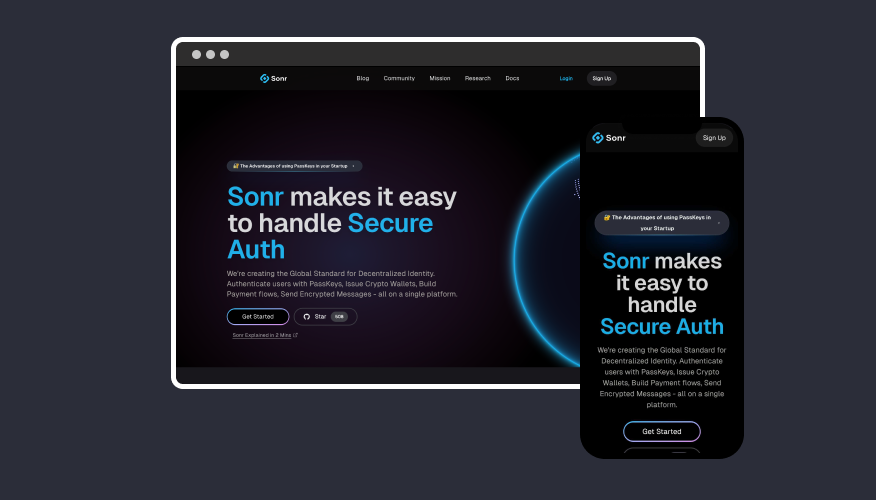 Sonr
Blog Community Mission Research Docs
Login Sign Up
🔐 The Advantages of using PassKeys in your Startup
Sonr makes it easy
to handle Secure
Auth
We're creating the Global Standard for Decentralized Identity.
Authenticate users with PassKeys, Issue Crypto Wallets, Build
Payment flows, Send Encrypted Messages - all on a single platform.
Get Started
Star
Sonr Explained in 2 Mins
Sonr
Sign Up
🔐 The Advantages of using PassKeys in
your Startup
Sonr makes
it easy to
handle
Secure Auth
We're creating the Global Standard for
Decentralized Identity. Authenticate
users with PassKeys, Issue Crypto
Wallets, Build Payment flows, Send
Encrypted Messages - all on a single
platform.
Get Started